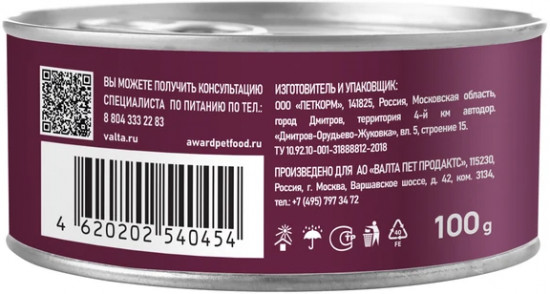 ВЫ МОЖЕТЕ ПОЛУЧИТЬ КОНСУЛЬТАЦИЮ
СПЕЦИАЛИСТА ПО ПИТАНИЮ ПО ТЕЛ.:
8 804 333 22 83
valta.ru awardpetfood.ru
4 620202 540454
ИЗГОТОВИТЕЛЬ И УПАКОВЩИК:
ООО «ПЕТКОРМ», 141825, Россия, Московская область,
город Дмитров, территория 4-й км автодор.
«Дмитров-Орудьево-Жуковка», вл. 5, строение 15.
ТУ 10.92.10-001-31888812-2018
ПРОИЗВЕДЕНО ДЛЯ АО «ВАЛТА ПЕТ ПРОДАКТС», 115230,
Россия, г. Москва, Варшавское шоссе, д. 42, ком. 3134,
тел.: +7 (495) 797 34 72
40
FE
100 g